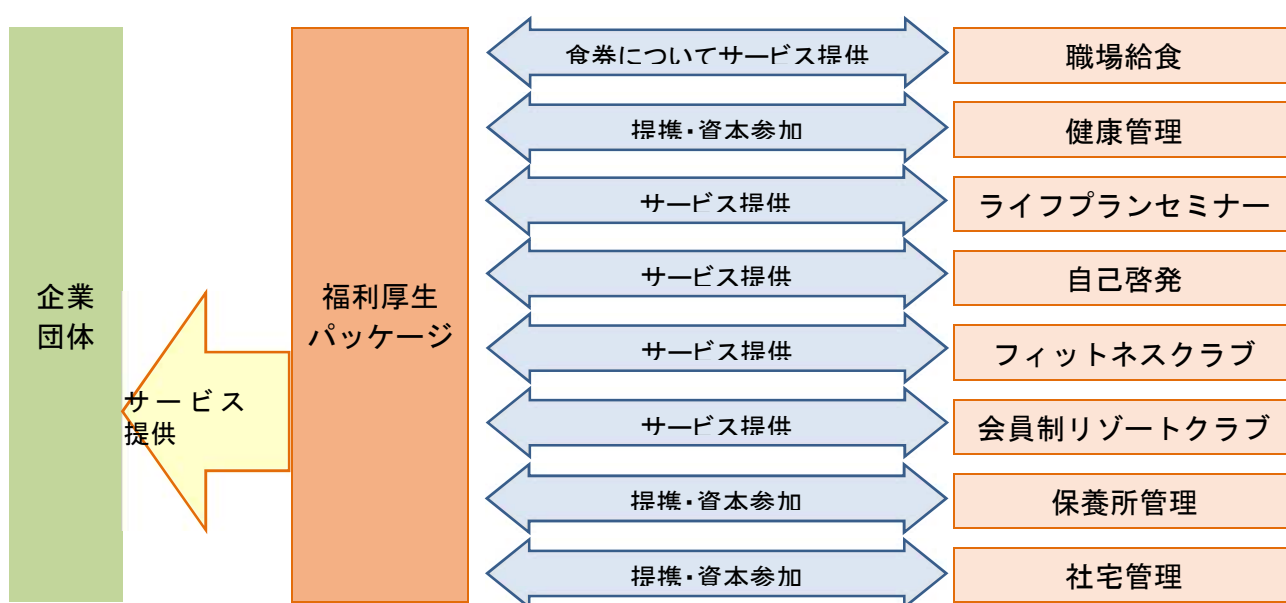 企業
団体
サービス
提供
福利厚生
パッケージ
食券についてサービス提供
職場給食
提携・資本参加
健康管理
サービス提供
ライフプランセミナー
サービス提供
自己啓発
サービス提供
フィットネスクラブ
サービス提供
会員制リゾートクラブ
提携・資本参加
保養所管理
提携・資本参加
社宅管理